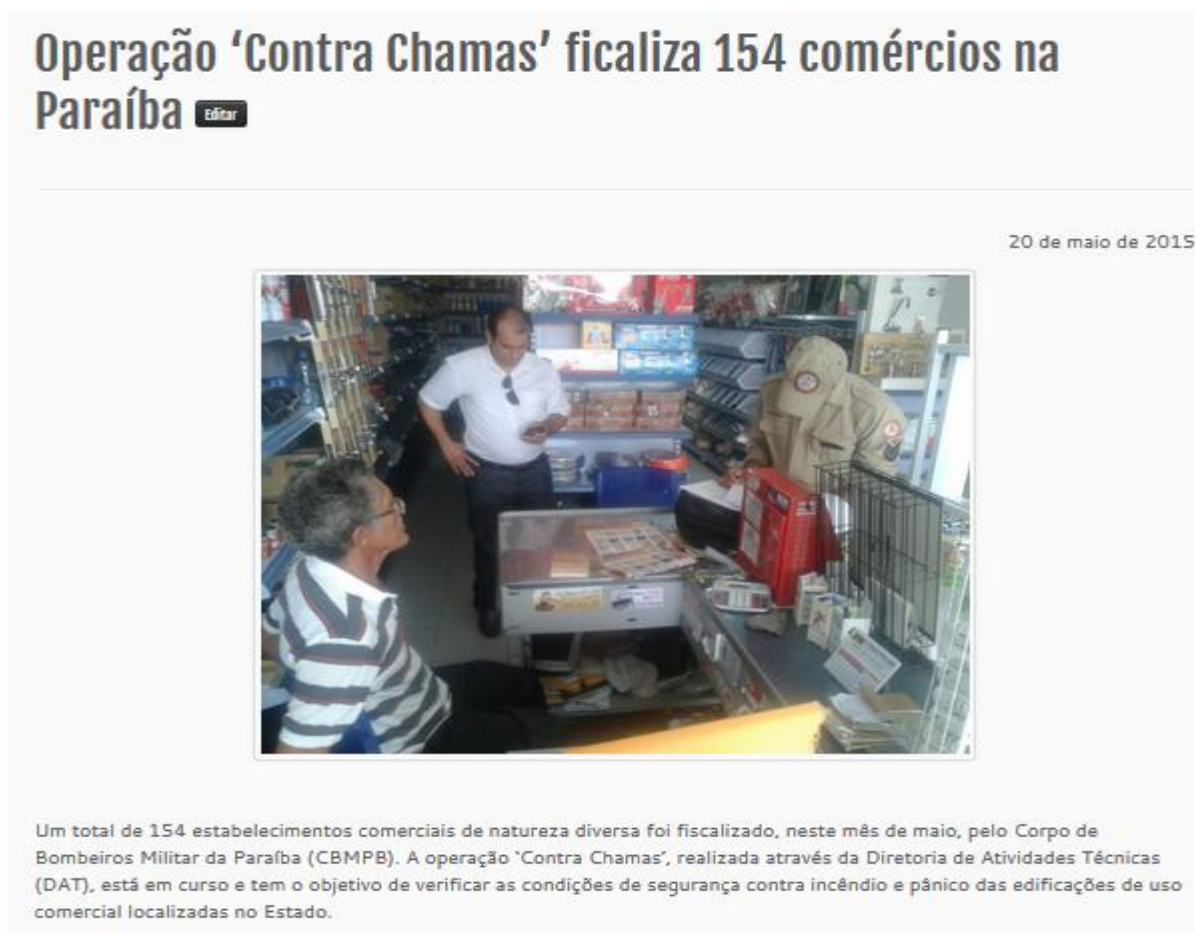 Operação ‘Contra Chamas’ ficaliza 154 comércios na
Paraíba Editar
20 de maio de 2015
Um total de 154 estabelecimentos comerciais de natureza diversa foi fiscalizado, neste mês de maio, pelo Corpo de
Bombeiros Militar da Paraíba (CBMPB). A operação ‘Contra Chamas’, realizada através da Diretoria de Atividades Técnicas
(DAT), está em curso e tem o objetivo de verificar as condições de segurança contra incêndio e pânico das edificações de uso
comercial localizadas no Estado.